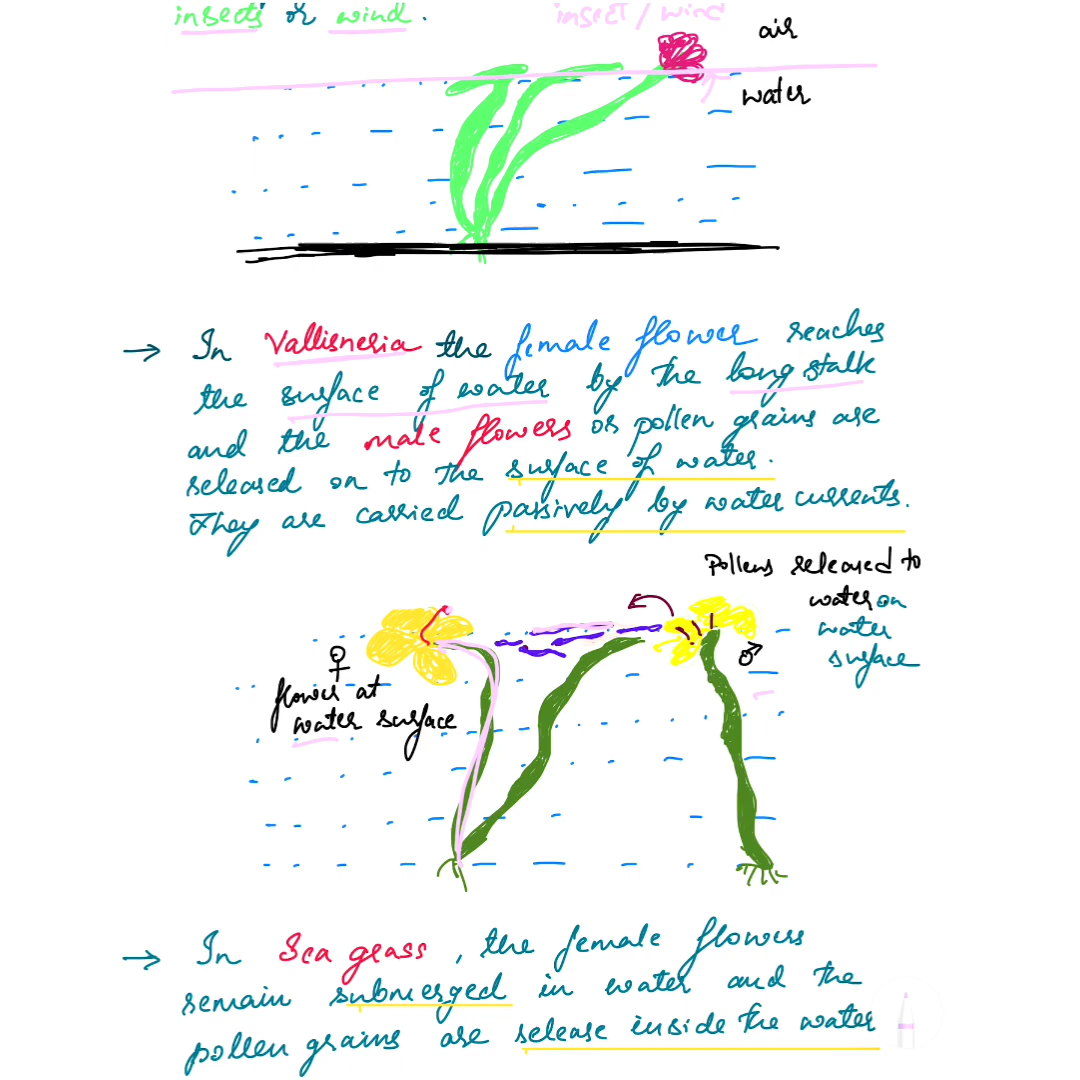 insects or wind.
insect / wind
air
water
→ In Vallisneria the female flower reaches
the surface of water by the long stalk
and the male flowers or pollen grains are
released on to the surface of water.
They are carried passively by water currents.
Pollens released to
water on
water
surface
♀
flower at
water surface
♂
→ In Sea grass, the female flowers
remain submerged in water and the
pollen grains are release inside the water